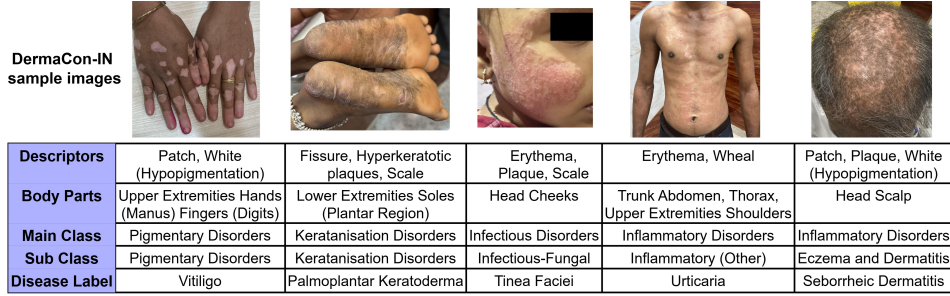 DermaCon-IN
sample images
Descriptors
Patch, White
(Hypopigmentation)
Fissure, Hyperkeratotic
plaques, Scale
Erythema,
Plaque, Scale
Erythema, Wheal
Patch, Plaque, White
(Hypopigmentation)
Body Parts
Upper Extremities Hands
(Manus) Fingers (Digits)
Lower Extremities Soles
(Plantar Region)
Head Cheeks
Trunk Abdomen, Thorax,
Upper Extremities Shoulders
Head Scalp
Main Class
Pigmentary Disorders
Keratanisation Disorders
Infectious Disorders
Inflammatory Disorders
Inflammatory Disorders
Sub Class
Pigmentary Disorders
Keratanisation Disorders
Infectious-Fungal
Inflammatory (Other)
Eczema and Dermatitis
Disease Label
Vitiligo
Palmoplantar Keratoderma
Tinea Faciei
Urticaria
Seborrheic Dermatitis